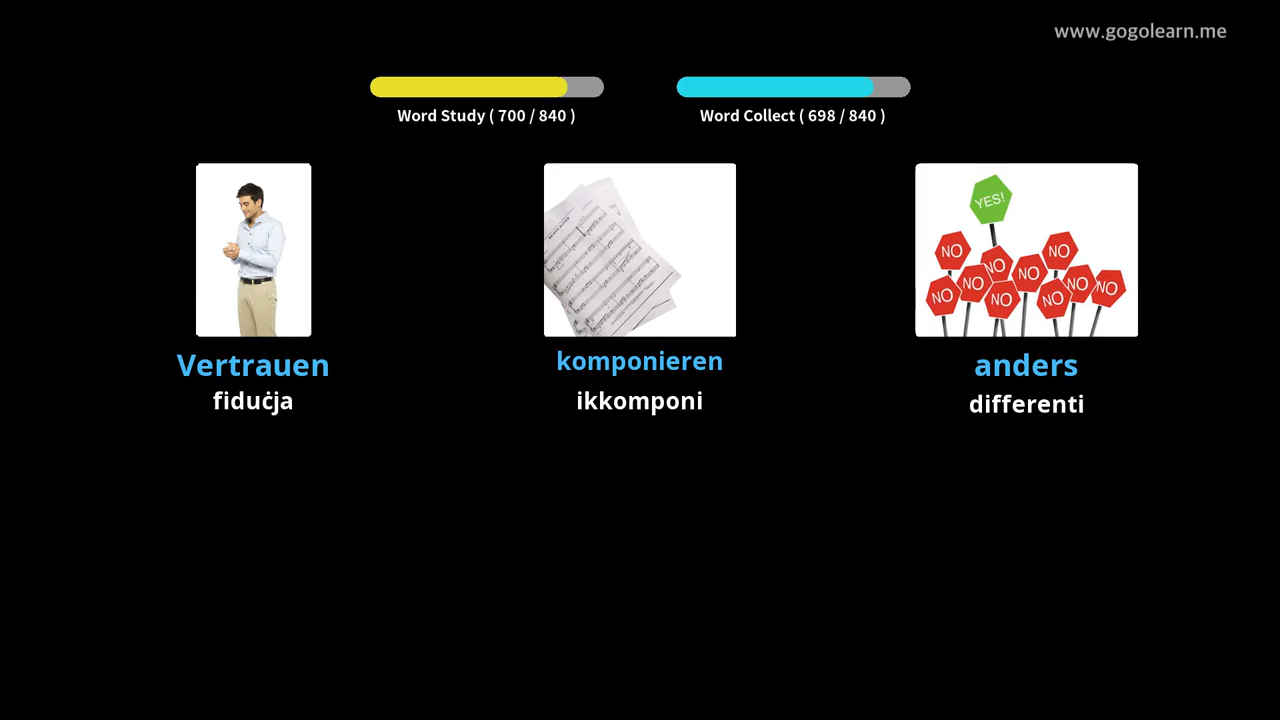 www.gogolearn.me
Word Study ( 700 / 840 )
Word Collect ( 698 / 840 )
YES!
NO
NO
NO
NO
NO
NO
NO
NO
NO
NO
Vertrauen
komponieren
anders
fiduċja
ikkomponi
differenti